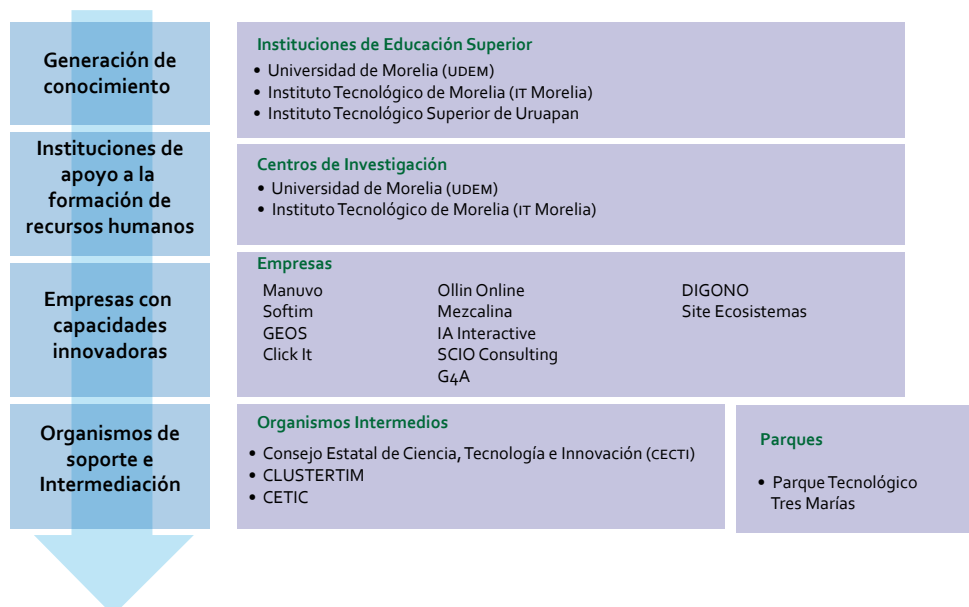 Generación de
conocimiento
Instituciones de Educación Superior
• Universidad de Morelia (UDEM)
• Instituto Tecnológico de Morelia (IT Morelia)
• Instituto Tecnológico Superior de Uruapan
Instituciones de
apoyo a la
formación de
recursos humanos
Centros de Investigación
• Universidad de Morelia (UDEM)
• Instituto Tecnológico de Morelia (IT Morelia)
Empresas con
capacidades
innovadoras
Empresas
Manuvo
Softim
GEOS
Click It
Ollin Online
Mezcalina
IA Interactive
SCIO Consulting
G4A
DIGONO
Site Ecosistemas
Organismos de
soporte e
Intermediación
Organismos Intermedios
• Consejo Estatal de Ciencia, Tecnología e Innovación (CECTI)
• CLUSTERTIM
• CETIC
Parques
• Parque Tecnológico
Tres Marías